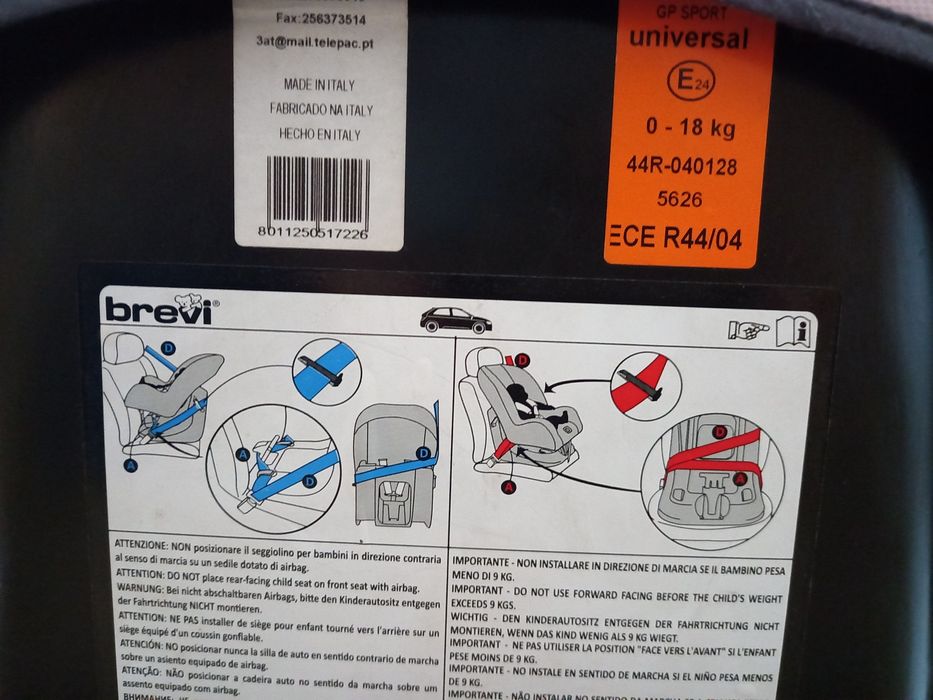 Fax:256373514
3at@mail.telepac.pt
MADE IN ITALY
FABRICADO NA ITALY
HECHO EN ITALY
8011250517226
GP SPORT
universal
E24
0 - 18 kg
44R-040128
5626
ECE R44/04
brevi®
i
D
A
A
D
D
D
A
D
A
ATTENZIONE: NON posizionare il seggiolino per bambini in direzione contraria
al senso di marcia su un sedile dotato di airbag.
ATTENTION: DO NOT place rear-facing child seat on front seat with airbag.
WARNUNG: Bei nicht abschaltbaren Airbags, bitte den Kinderautositz entgegen
der Fahrtrichtung NICHT montieren.
ATTENTION: NE PAS installer de siège pour enfant tourné vers l'arrière sur un
siège équipé d'un coussin gonflable.
ATENCIÓN: NO posicionar nunca la silla de auto en sentido contrario de marcha
sobre un asiento equipado de airbag.
ATENÇÃO: NÃO posicionar a cadeira auto no sentido da marcha sobre um
assento equipado com airbag.
ВНИМАНИЕ: НЕ
IMPORTANTE - NON INSTALLARE IN DIREZIONE DI MARCIA SE IL BAMBINO PESA
MENO DI 9 KG.
IMPORTANT - DO NOT USE FORWARD FACING BEFORE THE CHILD'S WEIGHT
EXCEEDS 9 KGS.
WICHTIG - DEN KINDERAUTOSITZ ENTGEGEN DER FAHRTRICHTUNG NICHT
MONTIEREN, WENN DAS KIND WENIG ALS 9 KG WIEGT.
IMPORTANT - NE PAS UTILISER LA POSITION "FACE VERS L'AVANT" SI L'ENFANT
PESE MOINS DE 9 KG.
IMPORTANTE - NO INSTALE EN SENTIDO DE MARCHA SI EL NIÑO PESA MENOS
DE 9 KG.
IMPORTANTE - NÃO INSTALAR NO SENTIDO DA MARCHA SE